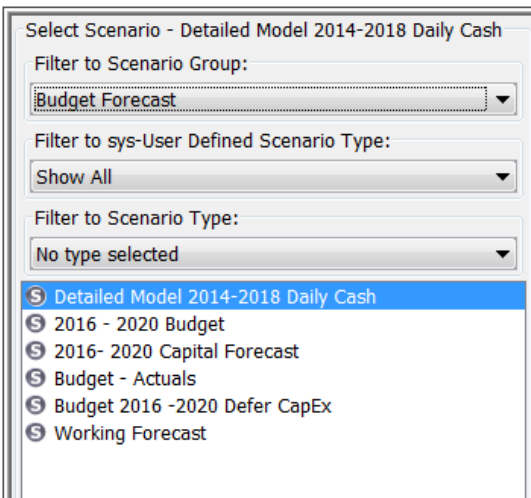 Select Scenario - Detailed Model 2014-2018 Daily Cash
Filter to Scenario Group:
Budget Forecast
Filter to sys-User Defined Scenario Type:
Show All
Filter to Scenario Type:
No type selected
S Detailed Model 2014-2018 Daily Cash
S 2016 - 2020 Budget
S 2016- 2020 Capital Forecast
S Budget - Actuals
S Budget 2016 -2020 Defer CapEx
S Working Forecast